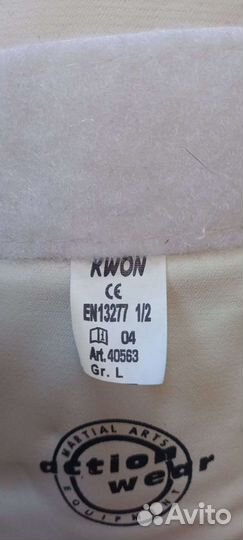 KWON
CE
EN13277 1/2
04
Art. 40563
Gr. L
MARTIAL ARTS
action
wear
EQUIPMENT
Avito